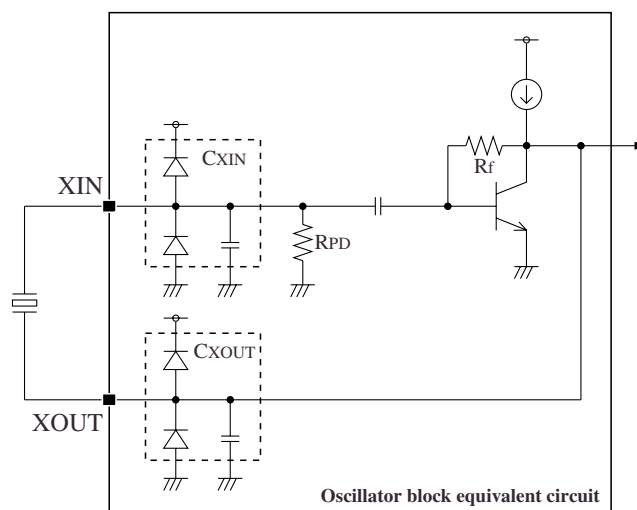 CXIN
XIN
Rf
RPD
CXOUT
XOUT
Oscillator block equivalent circuit